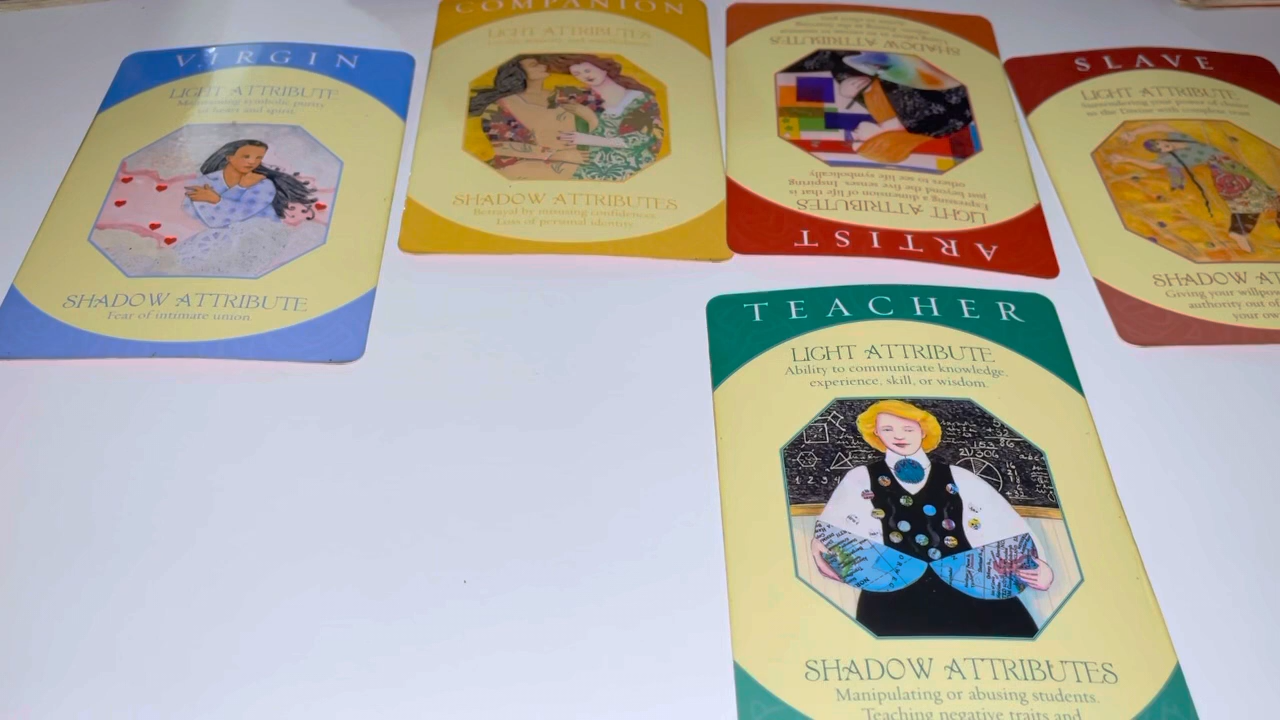 VIRGIN
LIGHT ATTRIBUTE
Maintaining symbolic purity
of heart and spirit.
SHADOW ATTRIBUTE
Fear of intimate union.
COMPANION
LIGHT ATTRIBUTES
SHADOW ATTRIBUTES
Betrayal by misusing confidences.
Loss of personal identity.
ARTIST
LIGHT ATTRIBUTES
Expressing a dimension of life that is
just beyond the five senses. Inspiring
others to see life symbolically.
SHADOW ATTRIBUTES
SLAVE
LIGHT ATTRIBUTE
Surrendering your power of choice
to the Divine with complete trust.
SHADOW AT
Giving your willpow
authority out of
your ow
TEACHER
LIGHT ATTRIBUTE
Ability to communicate knowledge,
experience, skill, or wisdom.
SHADOW ATTRIBUTES
Manipulating or abusing students.
Teaching negative traits and